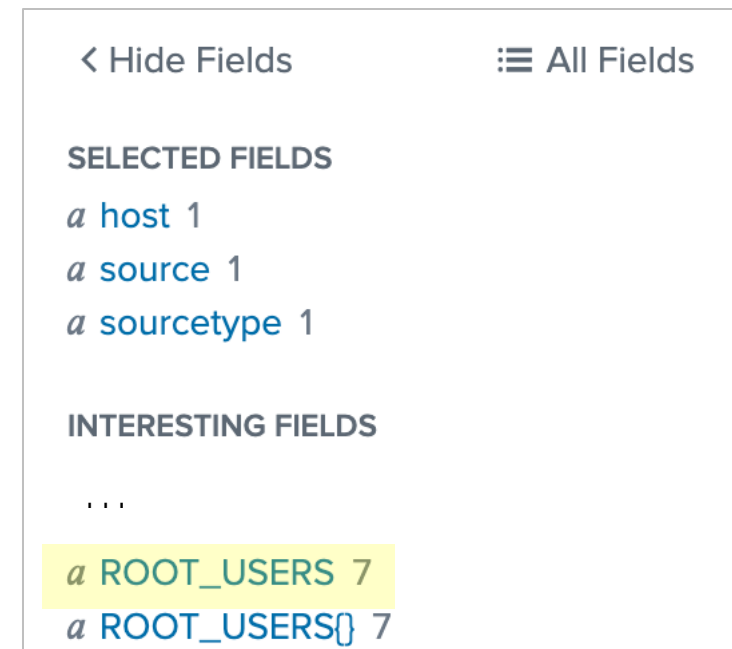 < Hide Fields All Fields
SELECTED FIELDS
a host 1
a source 1
a sourcetype 1
INTERESTING FIELDS
...
a ROOT_USERS 7
a ROOT_USERS{} 7